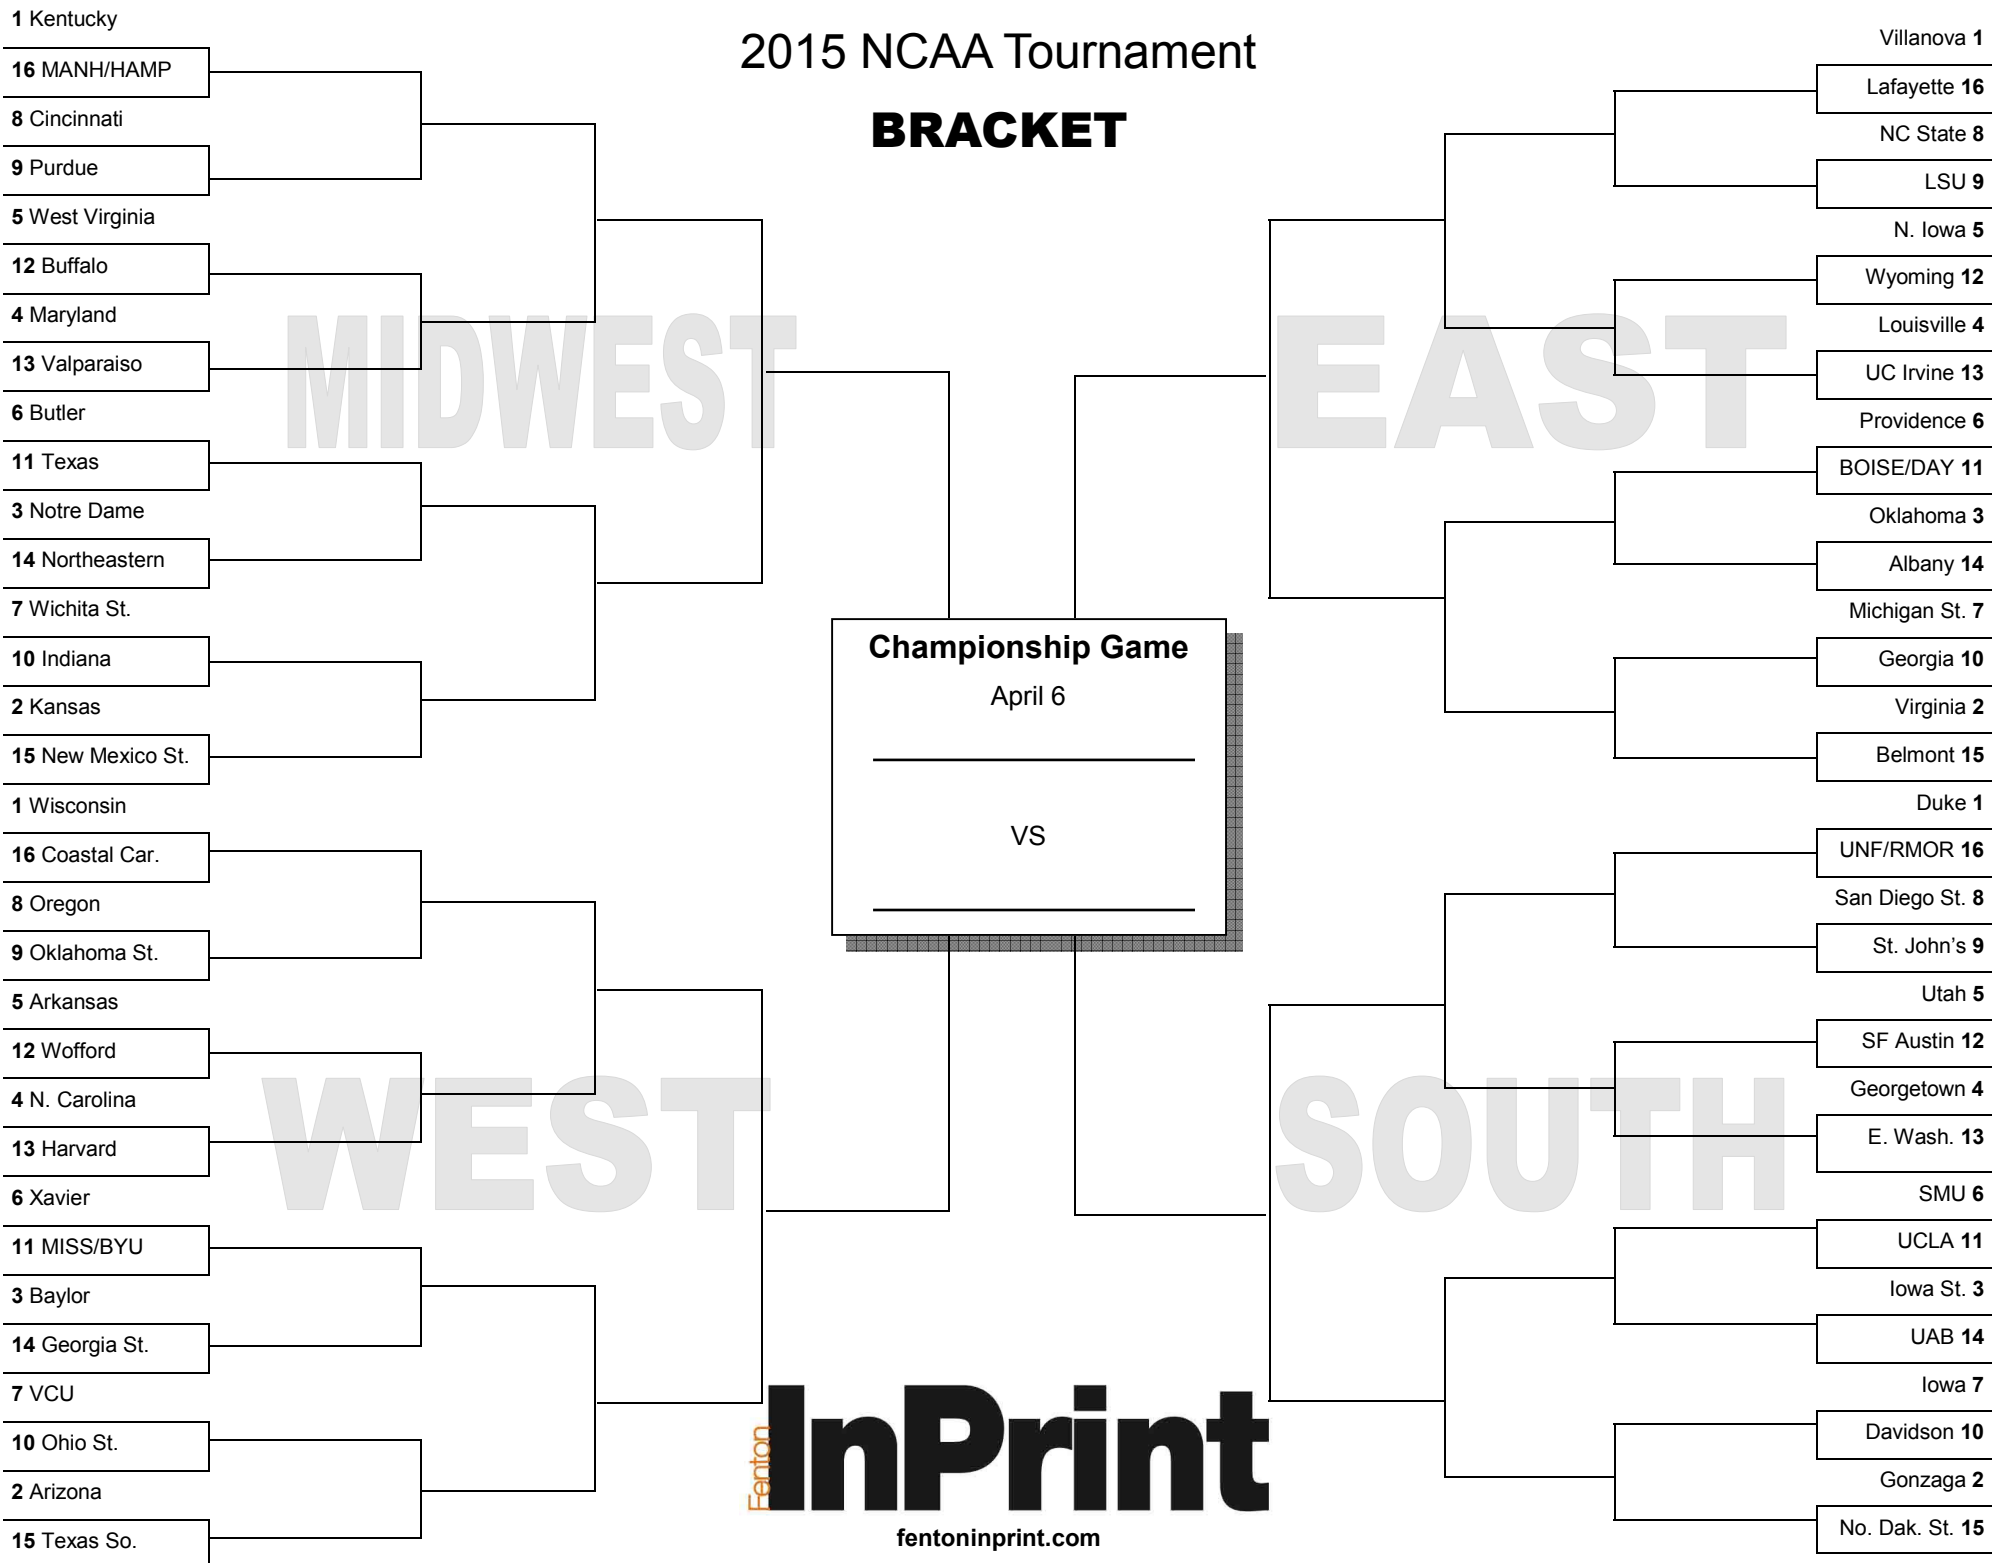 2015 NCAA Tournament
BRACKET
1 Kentucky
16 MANH/HAMP
8 Cincinnati
9 Purdue
5 West Virginia
12 Buffalo
4 Maryland
13 Valparaiso
6 Butler
11 Texas
3 Notre Dame
14 Northeastern
7 Wichita St.
10 Indiana
2 Kansas
15 New Mexico St.
MIDWEST
1 Wisconsin
16 Coastal Car.
8 Oregon
9 Oklahoma St.
5 Arkansas
12 Wofford
4 N. Carolina
13 Harvard
6 Xavier
11 MISS/BYU
3 Baylor
14 Georgia St.
7 VCU
10 Ohio St.
2 Arizona
15 Texas So.
WEST
Championship Game
April 6
VS
Villanova 1
Lafayette 16
NC State 8
LSU 9
N. Iowa 5
Wyoming 12
Louisville 4
UC Irvine 13
Providence 6
BOISE/DAY 11
Oklahoma 3
Albany 14
Michigan St. 7
Georgia 10
Virginia 2
Belmont 15
EAST
Duke 1
UNF/RMOR 16
San Diego St. 8
St. John’s 9
Utah 5
SF Austin 12
Georgetown 4
E. Wash. 13
SMU 6
UCLA 11
Iowa St. 3
UAB 14
Iowa 7
Davidson 10
Gonzaga 2
No. Dak. St. 15
SOUTH
Fenton
InPrint
fentoninprint.com